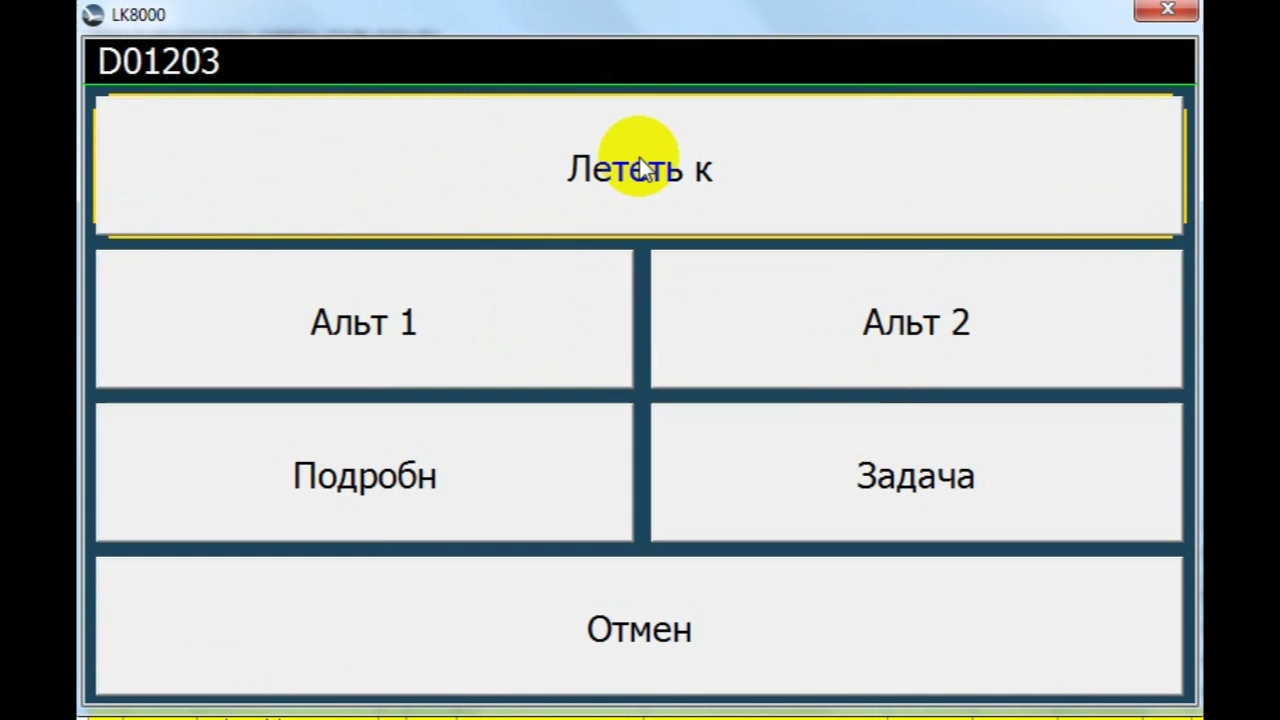 LK8000
D01203
Лететь к
Альт 1
Альт 2
Подробн
Задача
Отмен